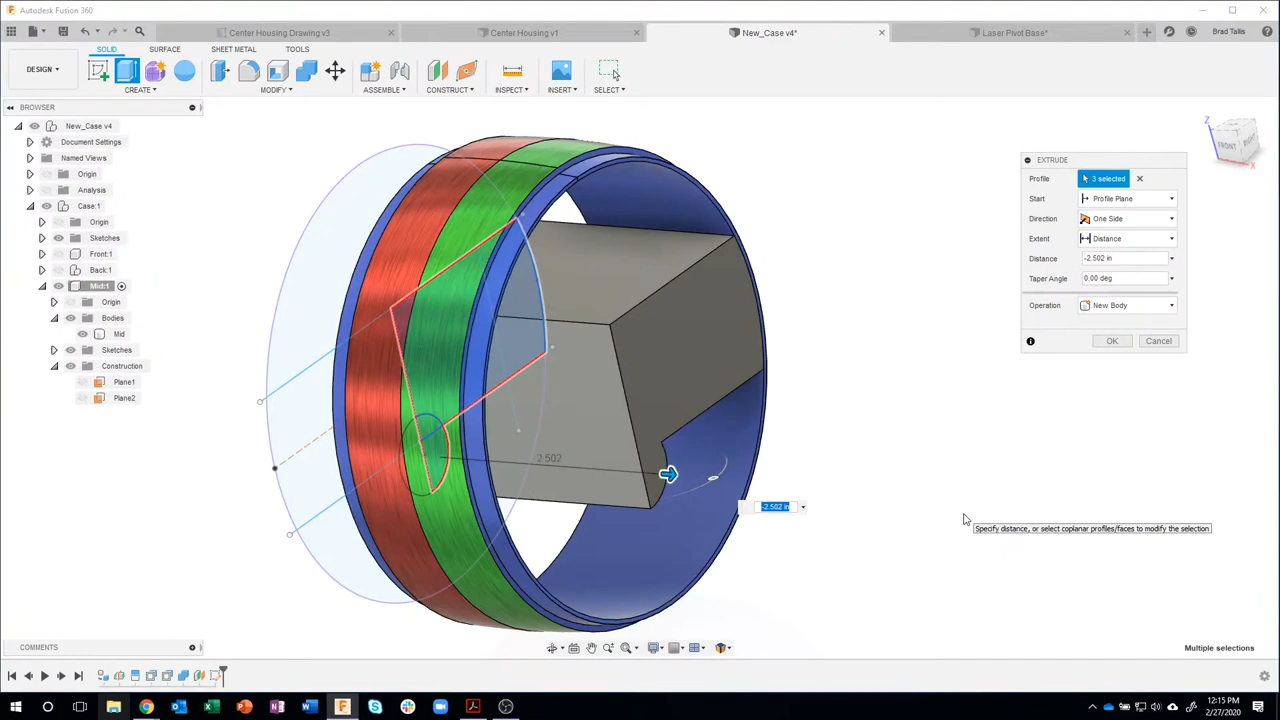 Autodesk Fusion 360
Center Housing Drawing v3
Center Housing v1
New_Case v4*
Laser Pivot Base*
Brad Tallis
DESIGN
SOLID
SURFACE
SHEET METAL
TOOLS
CREATE
MODIFY
ASSEMBLE
CONSTRUCT
INSPECT
INSERT
SELECT
BROWSER
New_Case v4
Document Settings
Named Views
Origin
Analysis
Case:1
Origin
Sketches
Front:1
Back:1
Mid:1
Origin
Bodies
Mid
Sketches
Construction
Plane1
Plane2
Z
FRONT
RIGHT
X
EXTRUDE
Profile
3 selected
Start
Profile Plane
Direction
One Side
Extent
Distance
Distance
-2.502 in
Taper Angle
0.00 deg
Operation
New Body
OK
Cancel
2.502
-2.502 in
Specify distance, or select coplanar profiles/faces to modify the selection
COMMENTS
Multiple selections
12:15 PM
2/27/2020